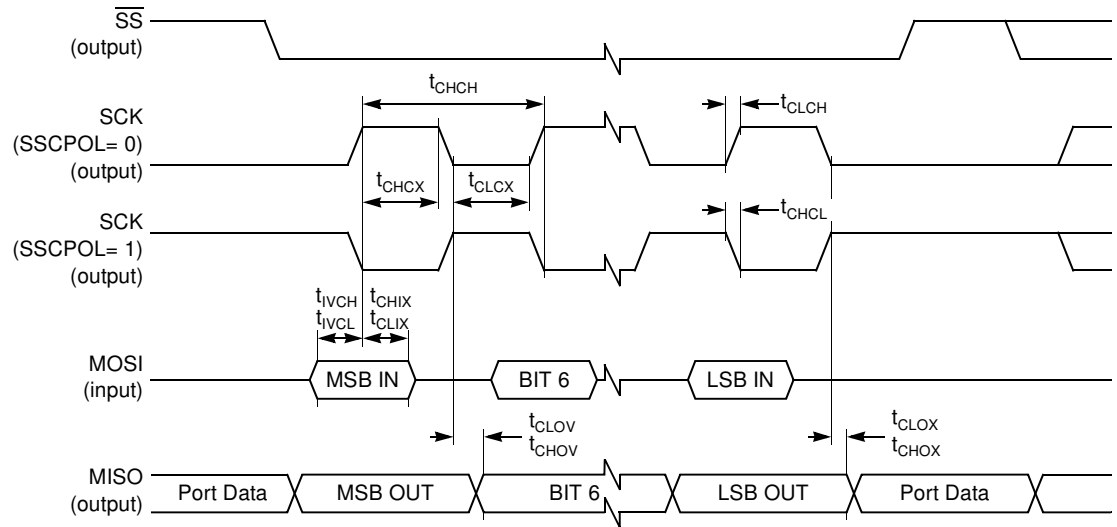 SS
(output)
tCHCH
tCLCH
SCK
(SSCPOL= 0)
(output)
tCHCX
tCLCX
SCK
(SSCPOL= 1)
(output)
tCHCL
tIVCH
tIVCL
tCHIX
tCLIX
MOSI
(input)
MSB IN
BIT 6
LSB IN
tCLOV
tCHOV
tCLOX
tCHOX
MISO
(output)
Port Data
MSB OUT
BIT 6
LSB OUT
Port Data